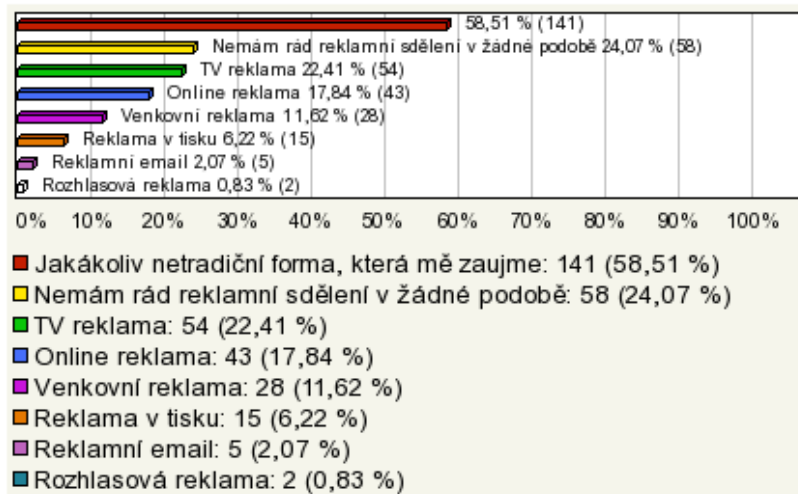 58,51 % (141)
Nemám rád reklamní sdělení v žádné podobě 24,07 % (58)
TV reklama 22,41 % (54)
Online reklama 17,84 % (43)
Venkovní reklama 11,62 % (28)
Reklama v tisku 6,22 % (15)
Reklamní email 2,07 % (5)
Rozhlasová reklama 0,83 % (2)
0% 10% 20% 30% 40% 50% 60% 70% 80% 90% 100%
Jakákoliv netradiční forma, která mě zaujme: 141 (58,51 %)
Nemám rád reklamní sdělení v žádné podobě: 58 (24,07 %)
TV reklama: 54 (22,41 %)
Online reklama: 43 (17,84 %)
Venkovní reklama: 28 (11,62 %)
Reklama v tisku: 15 (6,22 %)
Reklamní email: 5 (2,07 %)
Rozhlasová reklama: 2 (0,83 %)